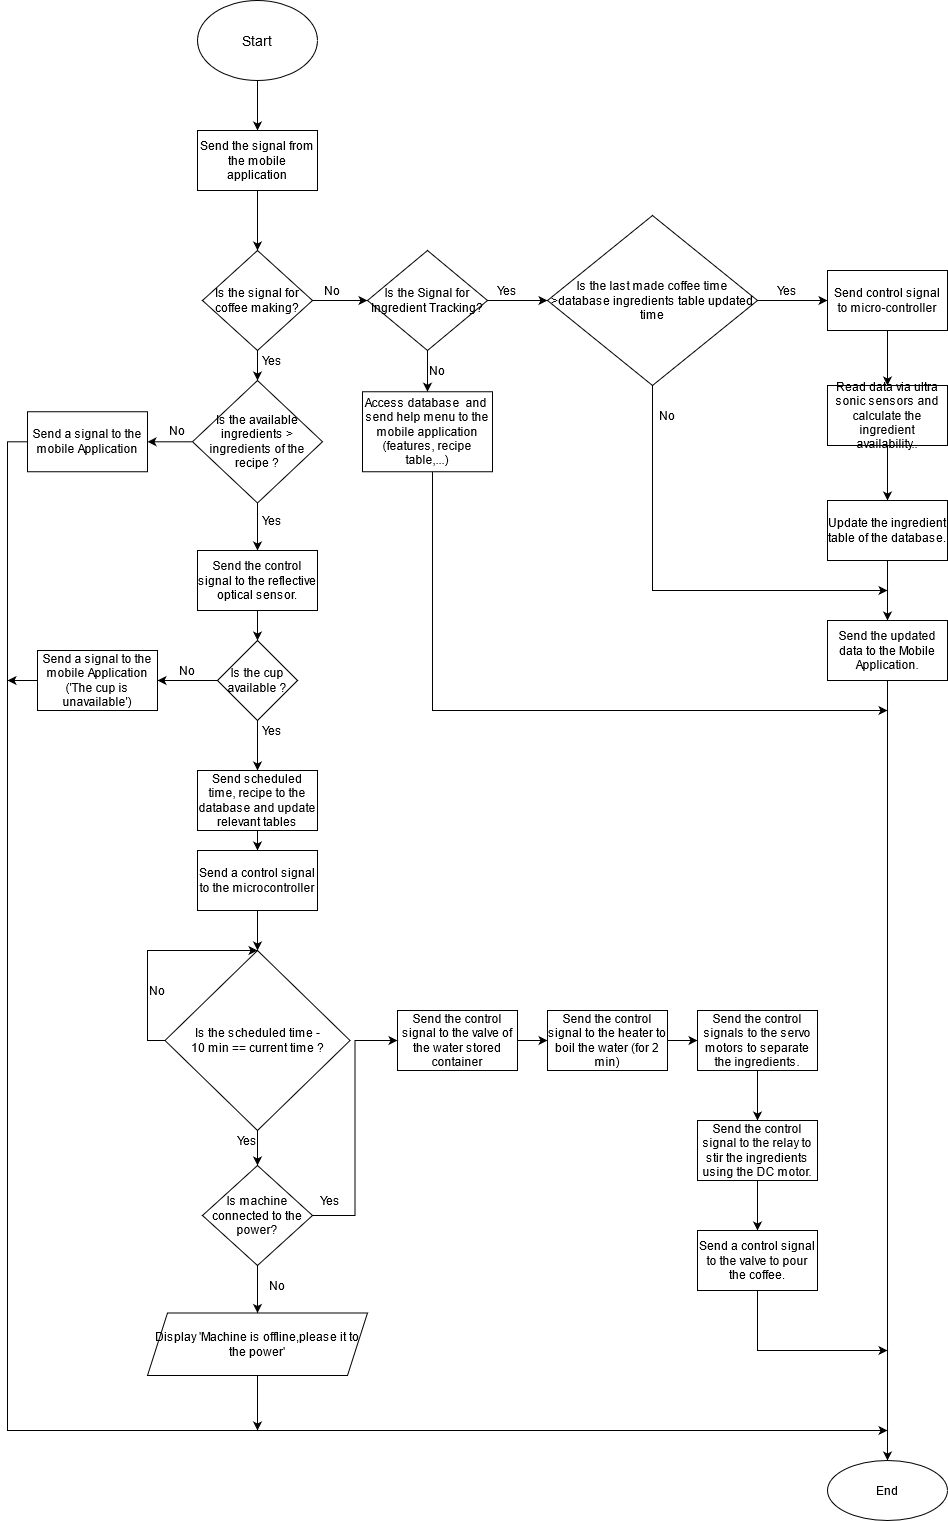 Start
Send the signal from
the mobile
application
Is the signal for
coffee making?
No
Is the Signal for
Ingredient Tracking?
Yes
Is the last made coffee time
>database ingredients table updated
time
Yes
Send control signal
to micro-controller
Yes
No
Read data via ultra
sonic sensors and
calculate the
ingredient
availability..
Is the available
ingredients >
ingredients of the
recipe ?
No
Send a signal to the
mobile Application
Access database  and
send help menu to the
mobile application
(features, recipe
table,...)
No
Yes
Update the ingredient
table of the database.
Send the control
signal to the reflective
optical sensor.
Send the updated
data to the Mobile
Application.
Is the cup
available ?
No
Send a signal to the
mobile Application
('The cup is
unavailable')
Yes
Send scheduled
time, recipe to the
database and update
relevant tables
Send a control signal
to the microcontroller
No
Is the scheduled time -
10 min == current time ?
Send the control
signal to the valve of
the water stored
container
Send the control
signal to the heater to
boil the water (for 2
min)
Send the control
signals to the servo
motors to separate
the ingredients.
Yes
Send the control
signal to the relay to
stir the ingredients
using the DC motor.
Is machine
connected to the
power?
Yes
Send a control signal
to the valve to pour
the coffee.
No
Display 'Machine is offline,please it to
the power'
End